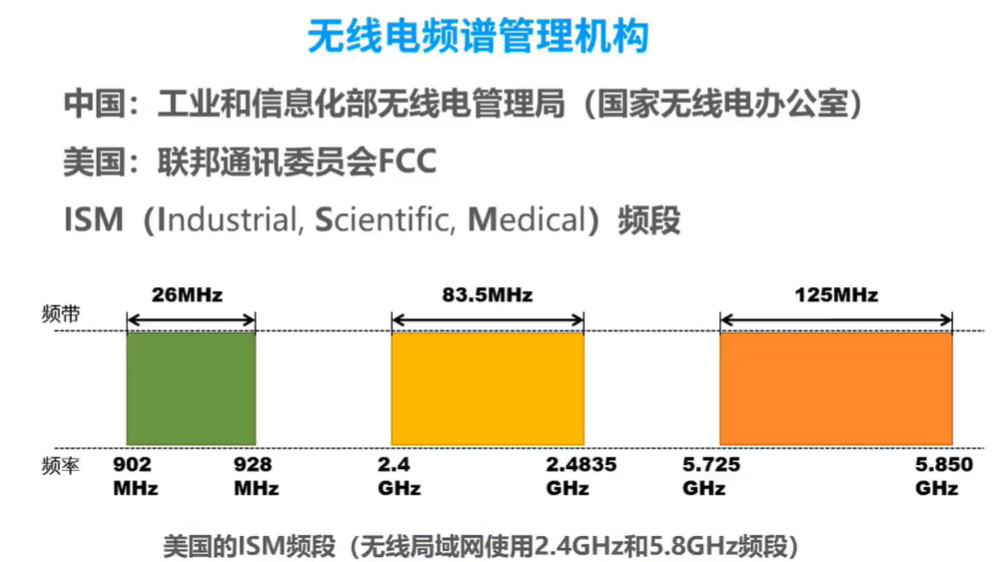 无线电频谱管理机构
中国：工业和信息化部无线电管理局（国家无线电办公室）
美国：联邦通讯委员会FCC
ISM（Industrial, Scientific, Medical）频段
26MHz 83.5MHz 125MHz
频带
频率 902 MHz 928 MHz 2.4 GHz 2.4835 GHz 5.725 GHz 5.850 GHz
美国的ISM频段（无线局域网使用2.4GHz和5.8GHz频段）